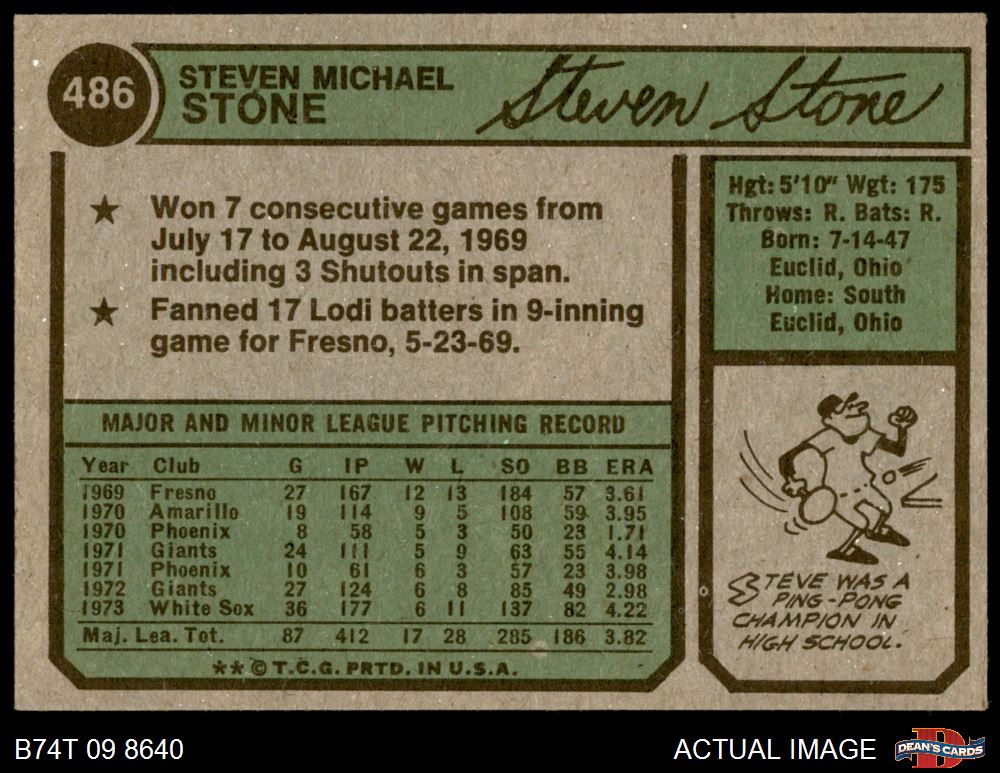 486
STEVEN MICHAEL
STONE
Steven Stone
★ Won 7 consecutive games from
July 17 to August 22, 1969
including 3 Shutouts in span.
★ Fanned 17 Lodi batters in 9-inning
game for Fresno, 5-23-69.
Hgt: 5'10" Wgt: 175
Throws: R. Bats: R.
Born: 7-14-47
Euclid, Ohio
Home: South
Euclid, Ohio
MAJOR AND MINOR LEAGUE PITCHING RECORD
Year Club G IP W L SO BB ERA
1969 Fresno 27 167 12 13 184 57 3.61
1970 Amarillo 19 114 9 5 108 59 3.95
1970 Phoenix 8 58 5 3 50 23 1.71
1971 Giants 24 111 5 9 63 55 4.14
1971 Phoenix 10 61 6 3 57 23 3.98
1972 Giants 27 124 6 8 85 49 2.98
1973 White Sox 36 177 6 11 137 82 4.22
Maj. Lea. Tot. 87 412 17 28 285 186 3.82
★★ © T.C.G. PRTD. IN U.S.A.
STEVE WAS A
PING-PONG
CHAMPION IN
HIGH SCHOOL.
B74T 09 8640
ACTUAL IMAGE
D
DEAN'S CARDS